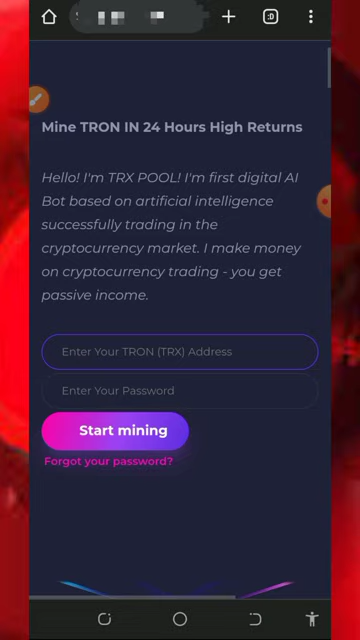 :D
Mine TRON IN 24 Hours High Returns
Hello! I'm TRX POOL! I'm first digital AI
Bot based on artificial intelligence
successfully trading in the
cryptocurrency market. I make money
on cryptocurrency trading - you get
passive income.
Enter Your TRON (TRX) Address
Enter Your Password
Start mining
Forgot your password?